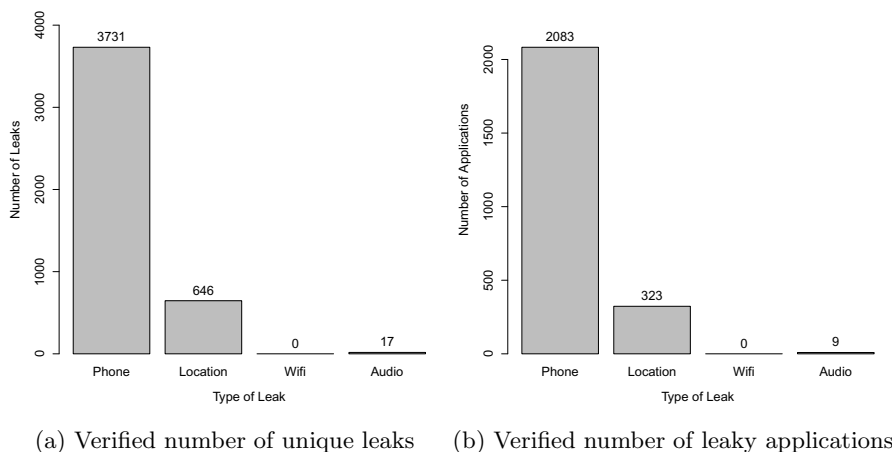 3731
646
0
17
4000
3000
2000
1000
0
Number of Leaks
Phone Location Wifi Audio
Type of Leak
(a) Verified number of unique leaks
2083
323
0
9
2000
1500
1000
500
0
Number of Applications
Phone Location Wifi Audio
Type of Leak
(b) Verified number of leaky applications